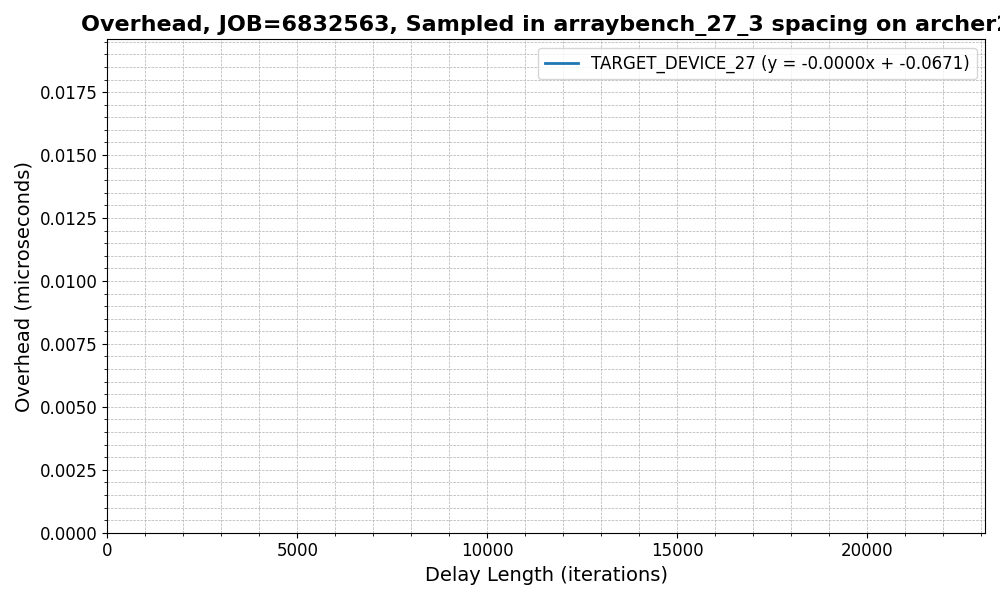 Overhead, JOB=6832563, Sampled in arraybench_27_3 spacing on archer2
TARGET_DEVICE_27 (y = -0.0000x + -0.0671)
Overhead (microseconds)
0.0175
0.0150
0.0125
0.0100
0.0075
0.0050
0.0025
0.0000
0 5000 10000 15000 20000
Delay Length (iterations)